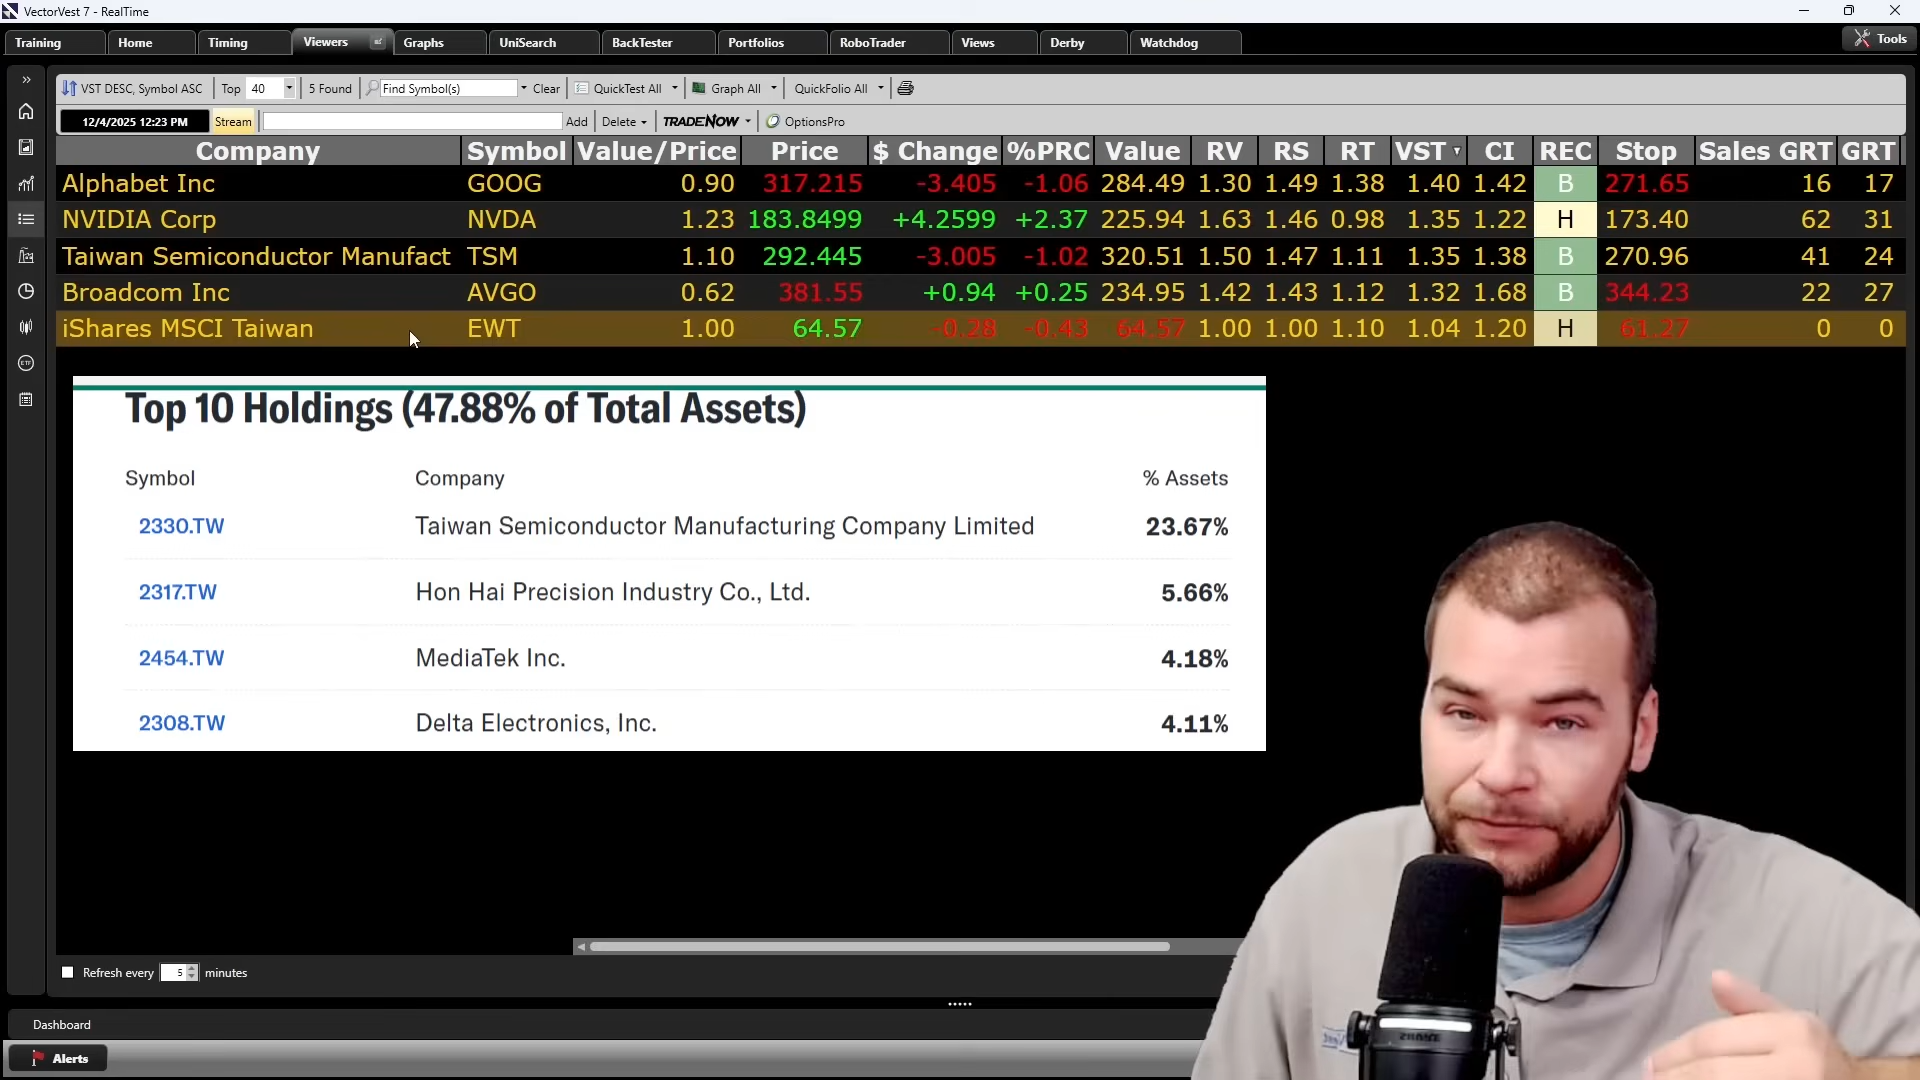 VectorVest 7 - RealTime
Training Home Timing Viewers Graphs UniSearch BackTester Portfolios RoboTrader Views Derby Watchdog Tools
VST DESC, Symbol ASC Top 40 5 Found Find Symbol(s) Clear QuickTest All Graph All QuickFolio All
12/4/2025 12:23 PM Stream Add Delete TRADENOW OptionsPro
Company Symbol Value/Price Price $ Change %PRC Value RV RS RT VST CI REC Stop Sales GRT GRT
Alphabet Inc GOOG 0.90 317.215 -3.405 -1.06 284.49 1.30 1.49 1.38 1.40 1.42 B 271.65 16 17
NVIDIA Corp NVDA 1.23 183.8499 +4.2599 +2.37 225.94 1.63 1.46 0.98 1.35 1.22 H 173.40 62 31
Taiwan Semiconductor Manufact TSM 1.10 292.445 -3.005 -1.02 320.51 1.50 1.47 1.11 1.35 1.38 B 270.96 41 24
Broadcom Inc AVGO 0.62 381.55 +0.94 +0.25 234.95 1.42 1.43 1.12 1.32 1.68 B 344.23 22 27
iShares MSCI Taiwan EWT 1.00 64.57 -0.28 -0.43 64.57 1.00 1.00 1.10 1.04 1.20 H 61.27 0 0
Top 10 Holdings (47.88% of Total Assets)
Symbol Company % Assets
2330.TW Taiwan Semiconductor Manufacturing Company Limited 23.67%
2317.TW Hon Hai Precision Industry Co., Ltd. 5.66%
2454.TW MediaTek Inc. 4.18%
2308.TW Delta Electronics, Inc. 4.11%
Refresh every 5 minutes
Dashboard
Alerts